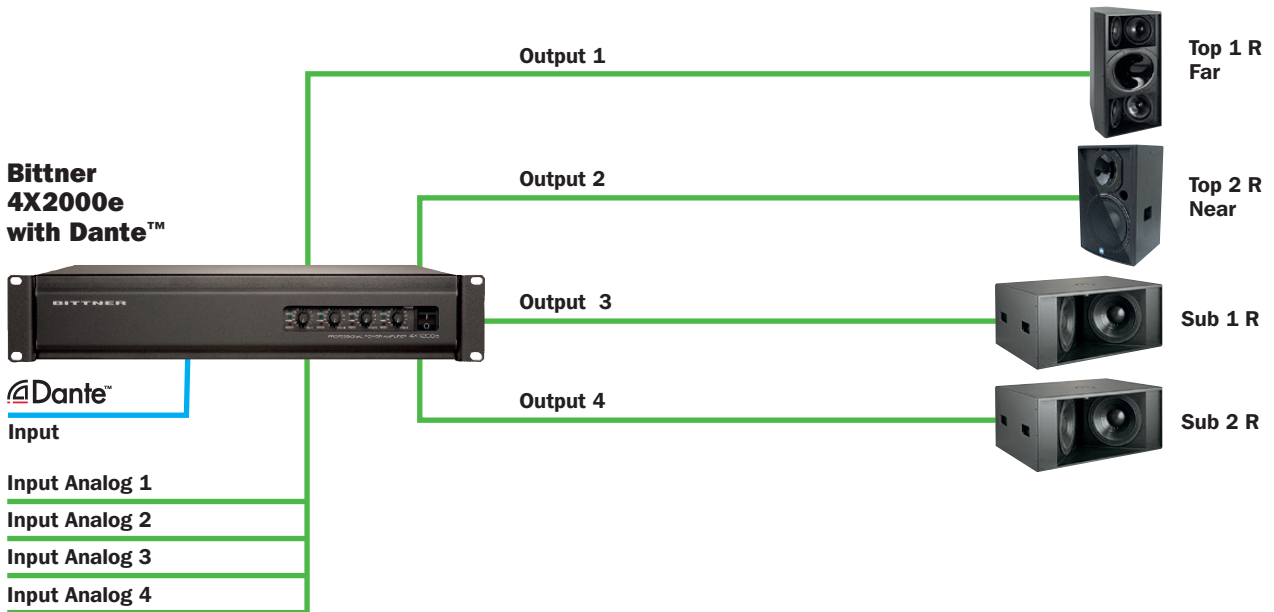 Output 1
Top 1 R
Far
Bittner
4X2000e
with Dante™
Output 2
Top 2 R
Near
BITTNER
Output 3
Sub 1 R
Dante™
Input
Output 4
Sub 2 R
Input Analog 1
Input Analog 2
Input Analog 3
Input Analog 4